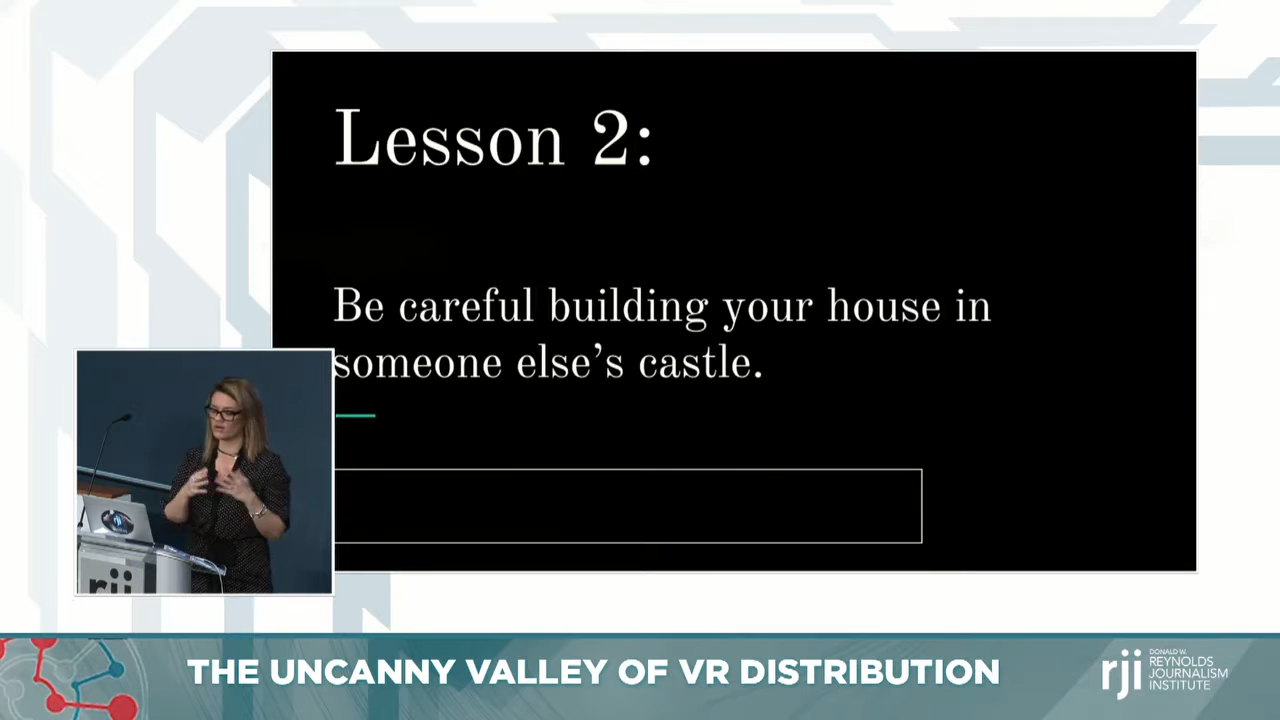 Lesson 2:
Be careful building your house in
someone else’s castle.
rji
THE UNCANNY VALLEY OF VR DISTRIBUTION
rji
DONALD W.
REYNOLDS
JOURNALISM
INSTITUTE